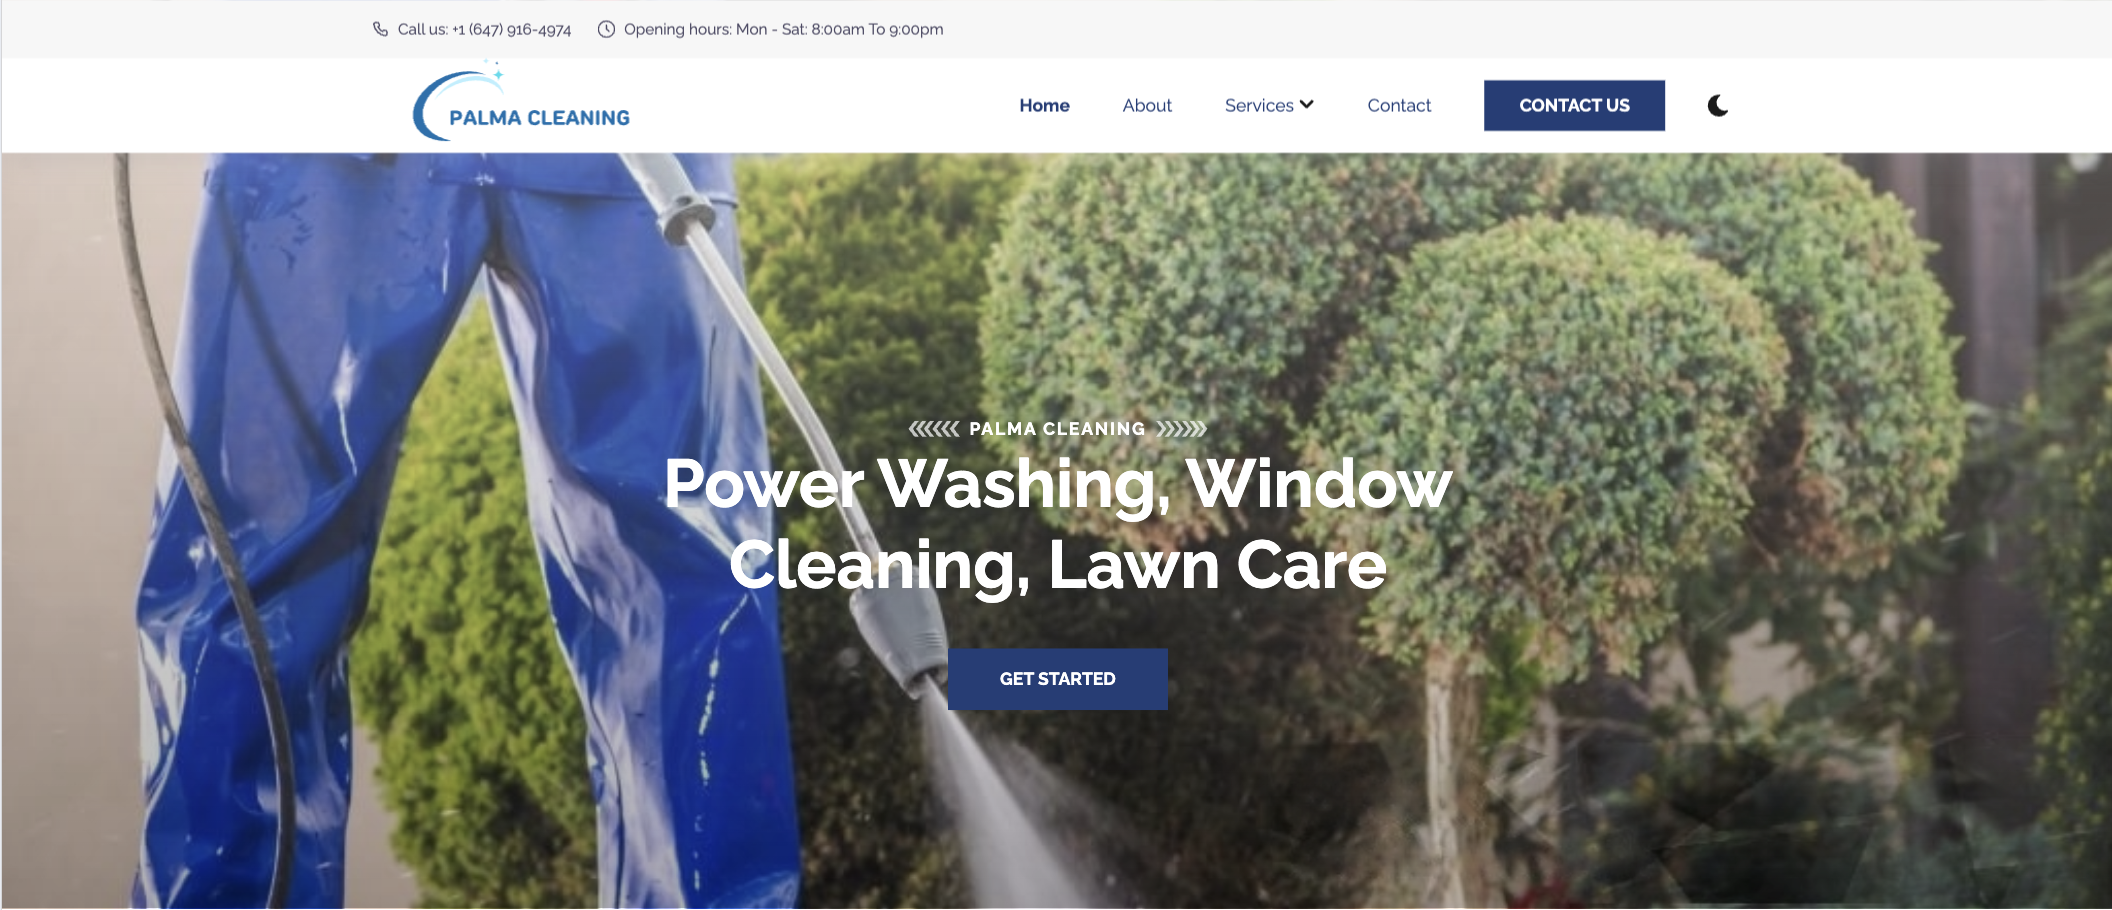 Call us: +1 (647) 916-4974 Opening hours: Mon - Sat: 8:00am To 9:00pm
PALMA CLEANING
Home About Services Contact CONTACT US
PALMA CLEANING
Power Washing, Window
Cleaning, Lawn Care
GET STARTED